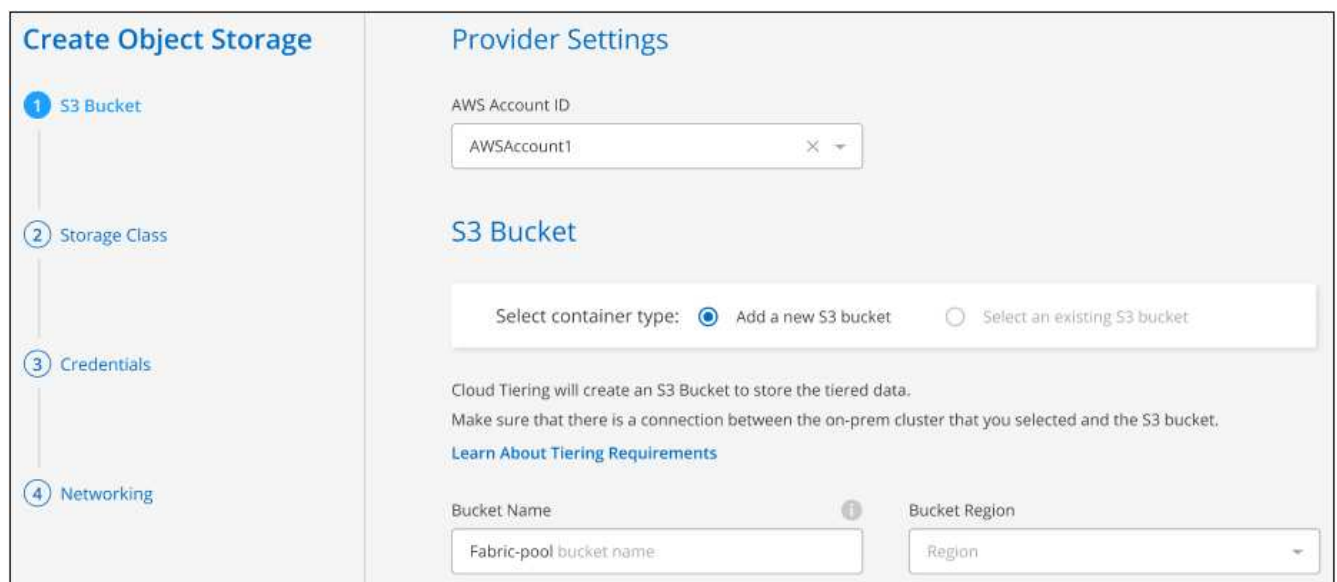 Create Object Storage
1 S3 Bucket
2 Storage Class
3 Credentials
4 Networking
Provider Settings
AWS Account ID
AWSAccount1
S3 Bucket
Select container type: Add a new S3 bucket Select an existing S3 bucket
Cloud Tiering will create an S3 Bucket to store the tiered data.
Make sure that there is a connection between the on-prem cluster that you selected and the S3 bucket.
Learn About Tiering Requirements
Bucket Name i Bucket Region
Fabric-pool bucket name Region